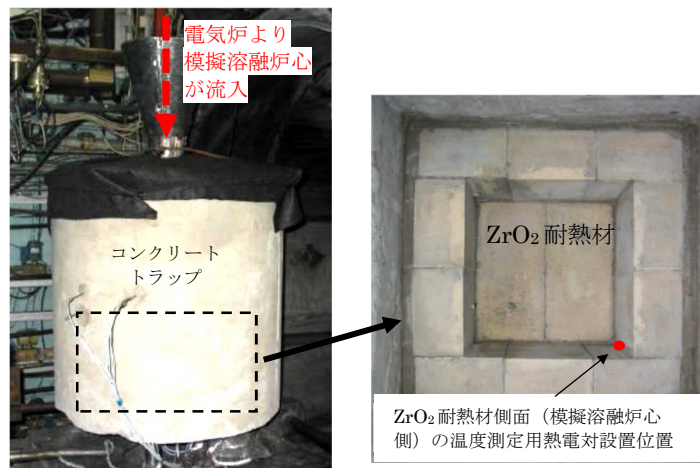 電気炉より
模擬溶融炉心
が流入
コンクリート
トラップ
ZrO2 耐熱材
ZrO2 耐熱材側面（模擬溶融炉心
側）の温度測定用熱電対設置位置